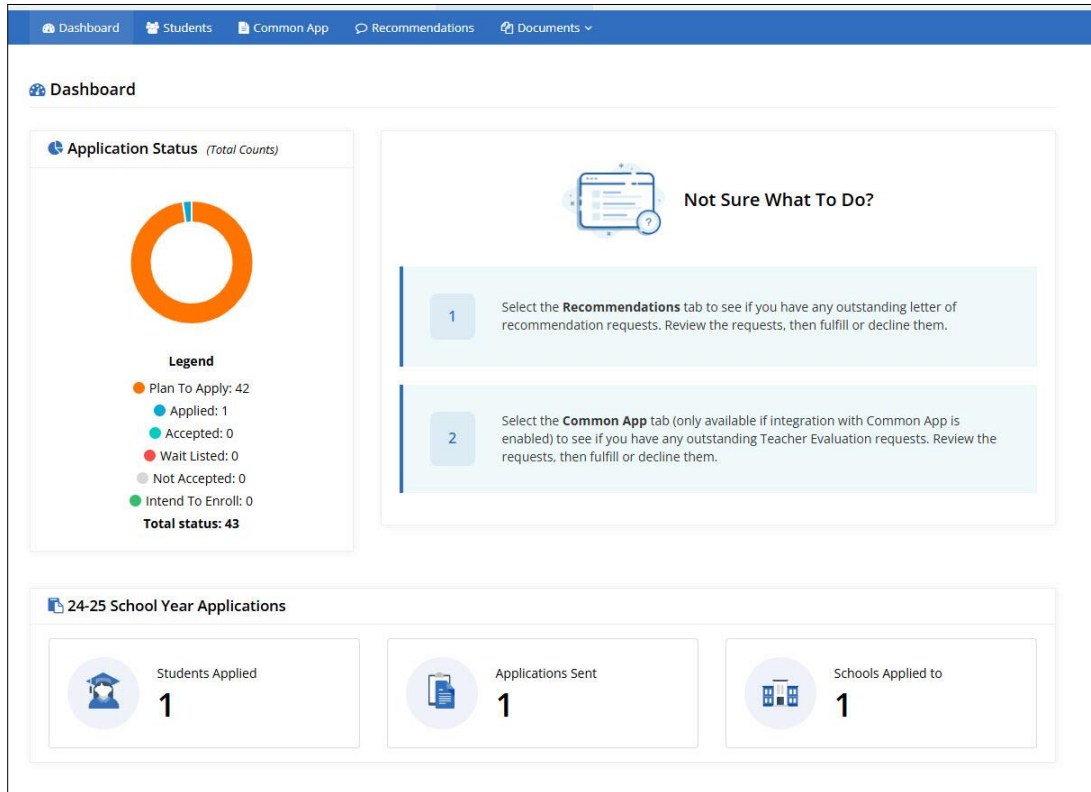 Dashboard Students Common App Recommendations Documents
Dashboard
Application Status (Total Counts)
Legend
Plan To Apply: 42
Applied: 1
Accepted: 0
Wait Listed: 0
Not Accepted: 0
Intend To Enroll: 0
Total status: 43
Not Sure What To Do?
?
1
Select the Recommendations tab to see if you have any outstanding letter of
recommendation requests. Review the requests, then fulfill or decline them.
2
Select the Common App tab (only available if integration with Common App is
enabled) to see if you have any outstanding Teacher Evaluation requests. Review the
requests, then fulfill or decline them.
24-25 School Year Applications
Students Applied
1
Applications Sent
1
Schools Applied to
1